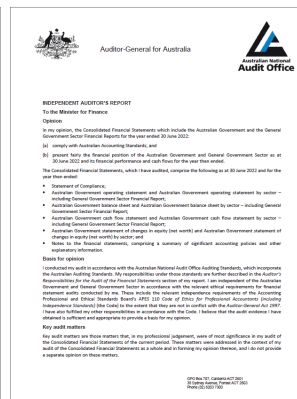 Auditor-General for Australia
Australian National
Audit Office
INDEPENDENT AUDITOR'S REPORT
To the Minister for Finance
Opinion
In my opinion, the Consolidated Financial Statements which include the Australian Government and the General
Government Sector Financial Reports for the year ended 30 June 2022:
(a) comply with Australian Accounting Standards; and
(b) present fairly the financial position of the Australian Government and General Government Sector as at
30 June 2022 and its financial performance and cash flows for the year then ended.
The Consolidated Financial Statements, which I have audited, comprise the following as at 30 June 2022 and for the
year then ended:
• Statement of Compliance;
• Australian Government operating statement and Australian Government operating statement by sector –
including General Government Sector Financial Report;
• Australian Government balance sheet and Australian Government balance sheet by sector – including General
Government Sector Financial Report;
• Australian Government cash flow statement and Australian Government cash flow statement by sector –
including General Government Sector Financial Report;
• Australian Government statement of changes in equity (net worth) and Australian Government statement of
changes in equity (net worth) by sector; and
• Notes to the financial statements, comprising a summary of significant accounting policies and other
explanatory information.
Basis for opinion
I conducted my audit in accordance with the Australian National Audit Office Auditing Standards, which incorporate
the Australian Auditing Standards. My responsibilities under those standards are further described in the Auditor's
Responsibilities for the Audit of the Financial Statements section of my report. I am independent of the Australian
Government and General Government Sector in accordance with the relevant ethical requirements for financial
statement audits conducted by me. These include the relevant independence requirements of the Accounting
Professional and Ethical Standards Board's APES 110 Code of Ethics for Professional Accountants (including
Independence Standards) (the Code) to the extent that they are not in conflict with the Auditor-General Act 1997.
I have also fulfilled my other responsibilities in accordance with the Code. I believe that the audit evidence I have
obtained is sufficient and appropriate to provide a basis for my opinion.
Key audit matters
Key audit matters are those matters that, in my professional judgement, were of most significance in my audit of
the Consolidated Financial Statements of the current period. These matters were addressed in the context of my
audit of the Consolidated Financial Statements as a whole and in forming my opinion thereon, and I do not provide
a separate opinion on these matters.
GPO Box 707, Canberra ACT 2601
38 Sydney Avenue, Forrest ACT 2603
Phone (02) 6203 7300